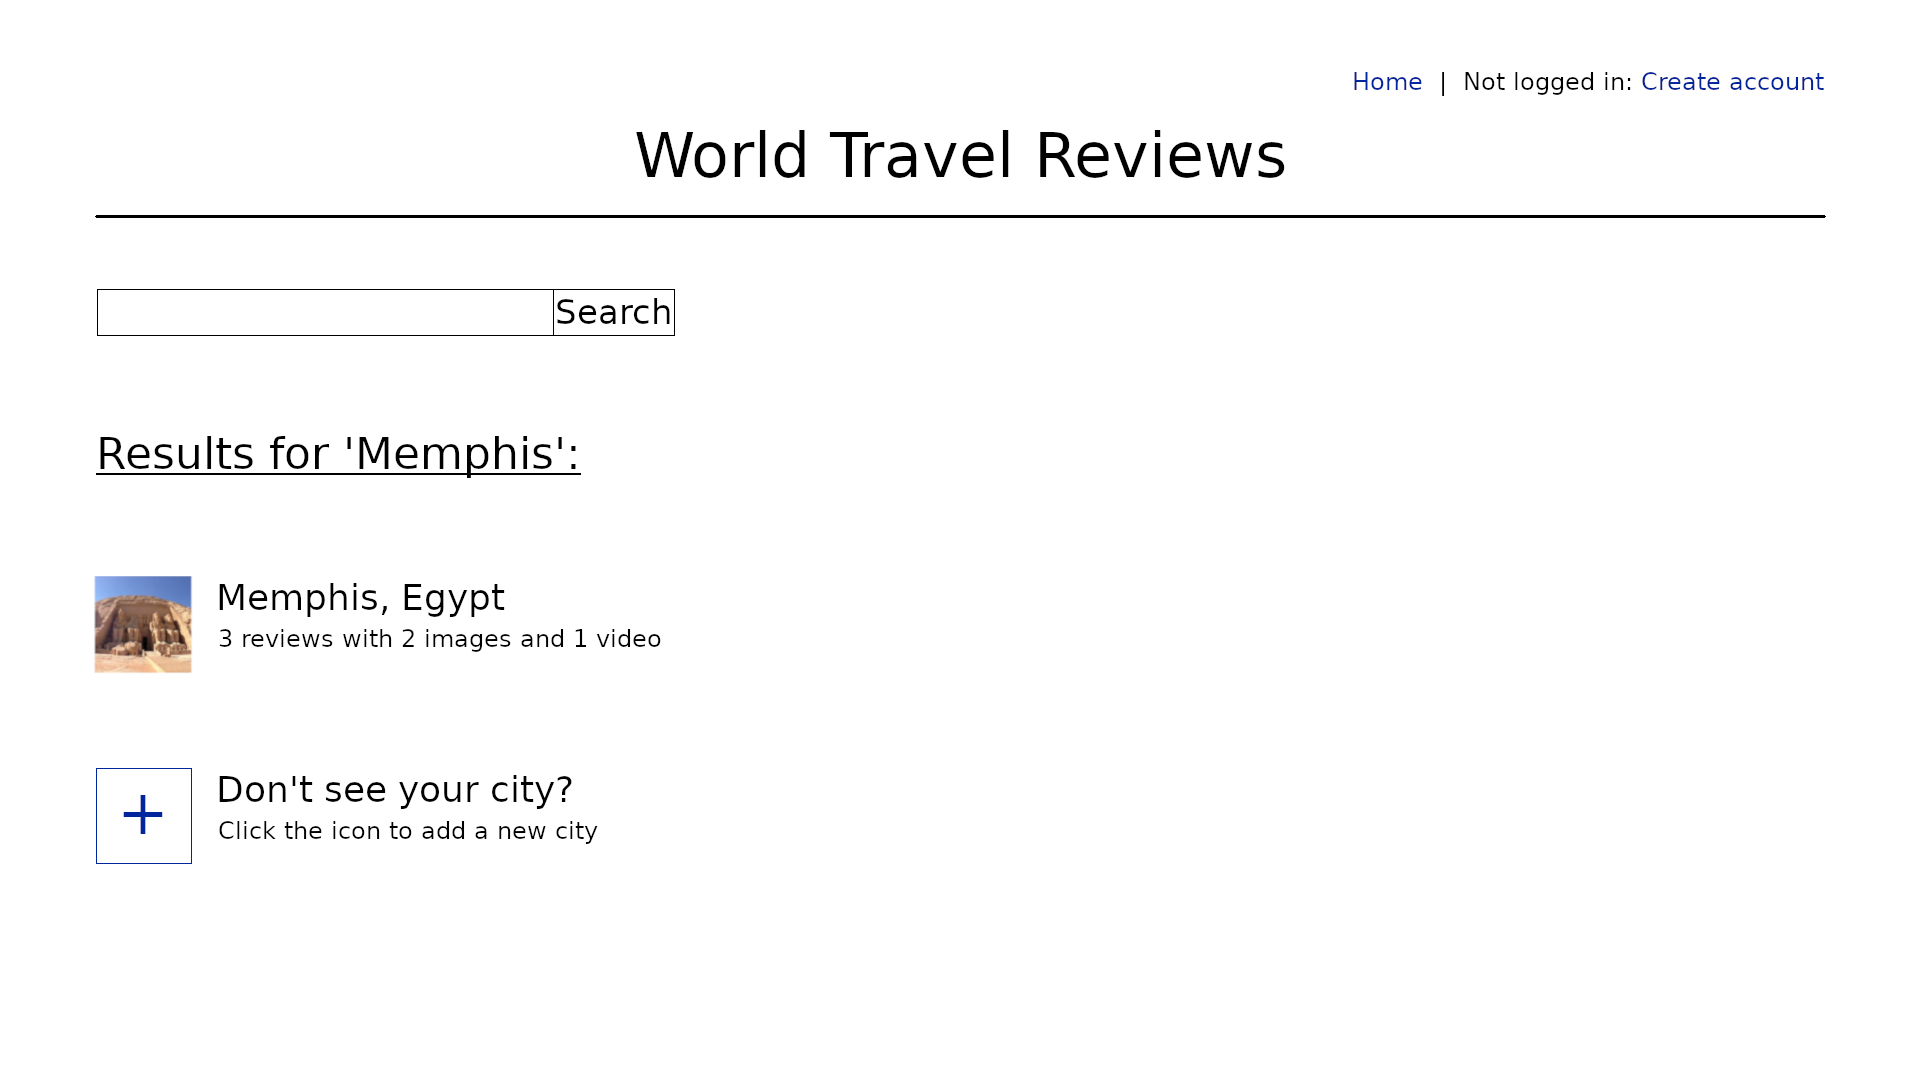 Home | Not logged in: Create account
World Travel Reviews
Search
Results for 'Memphis':
Memphis, Egypt
3 reviews with 2 images and 1 video
+
Don't see your city?
Click the icon to add a new city